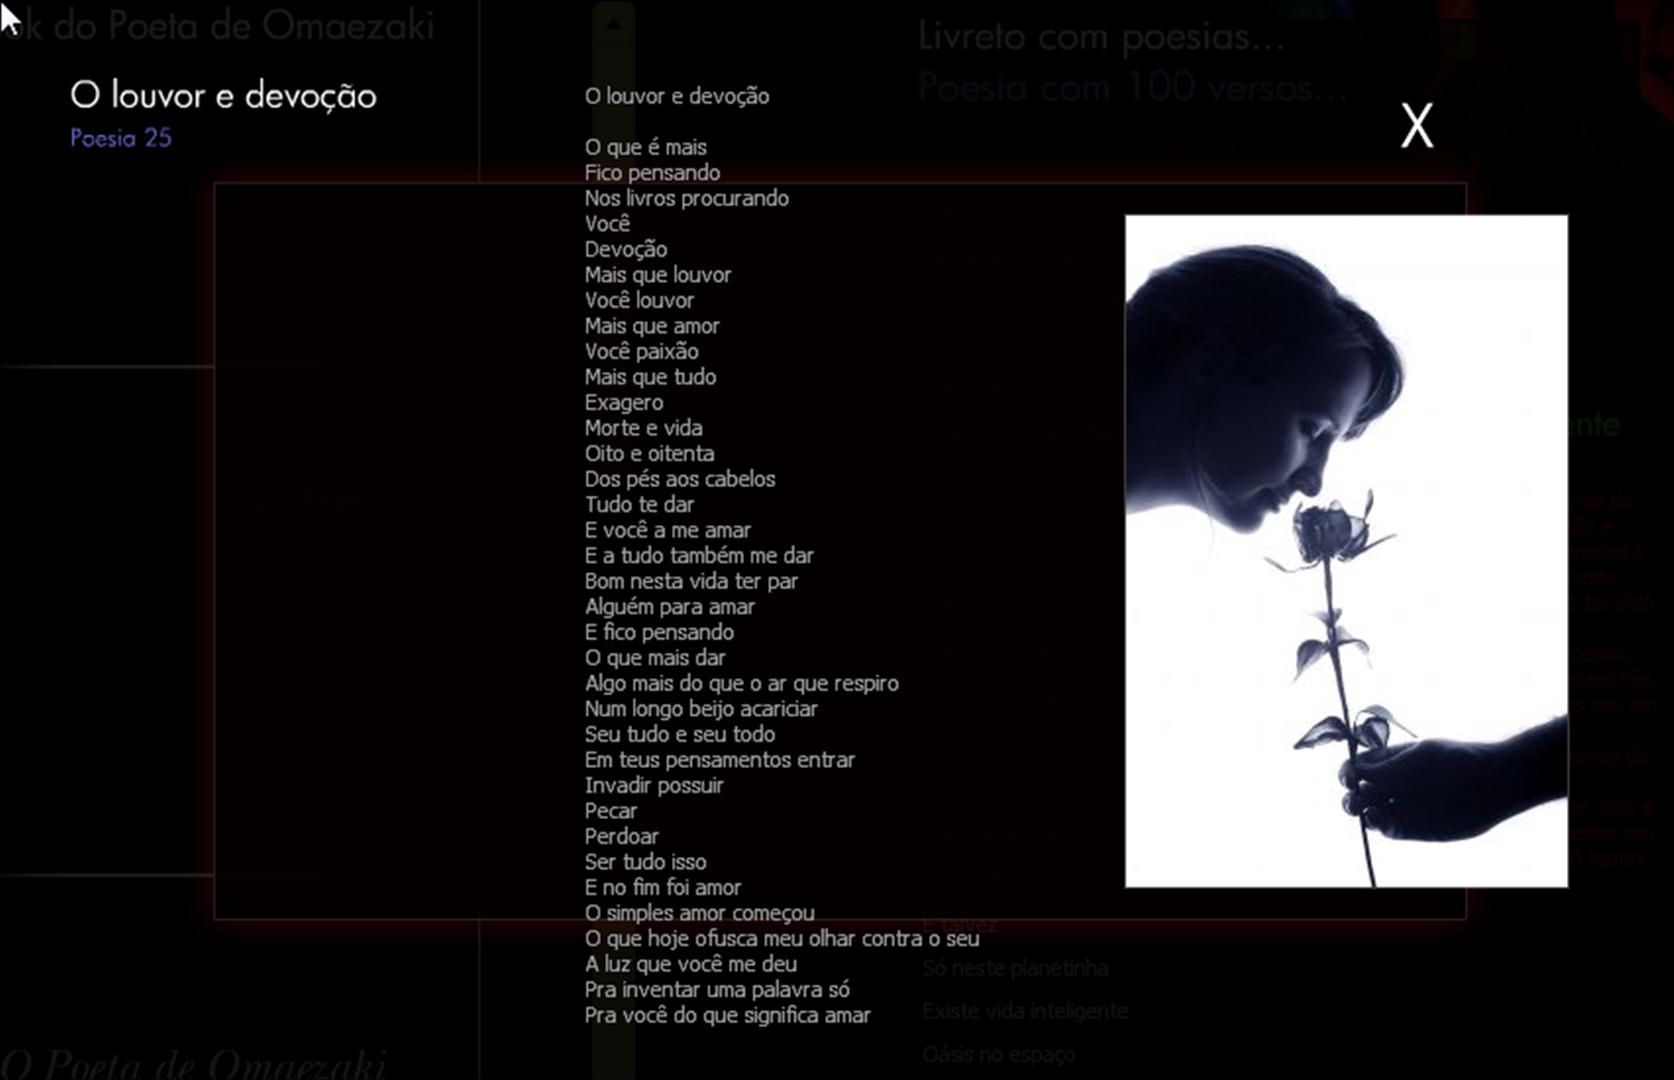 ok do Poeta de Omaezaki
O louvor e devoção
Poesia 25
Livreto com poesias...
Poesia com 100 versos...
X
O louvor e devoção
O que é mais
Fico pensando
Nos livros procurando
Você
Devoção
Mais que louvor
Você louvor
Mais que amor
Você paixão
Mais que tudo
Exagero
Morte e vida
Oito e oitenta
Dos pés aos cabelos
Tudo te dar
E você a me amar
E a tudo também me dar
Bom nesta vida ter par
Alguém para amar
E fico pensando
O que mais dar
Algo mais do que o ar que respiro
Num longo beijo acariciar
Seu tudo e seu todo
Em teus pensamentos entrar
Invadir possuir
Pecar
Perdoar
Ser tudo isso
E no fim foi amor
O simples amor começou
O que hoje ofusca meu olhar contra o seu
A luz que você me deu
Pra inventar uma palavra só
Pra você do que significa amar
E talvez
Só neste planetinha
Existe vida inteligente
Oásis no espaço
O Poeta de Omaezaki